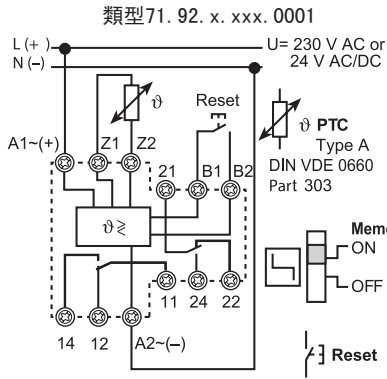 類型71. 92. x. xxx. 0001
L (+)
U= 230 V AC or
N (–)
24 V AC/DC
ϑ
Reset
ϑ PTC
Type A
DIN VDE 0660
Part 303
A1~(+) Z1 Z2
21 B1 B2
ϑ ≷
Mem
ON
OFF
11 24 22
14 12 A2~(–)
Reset